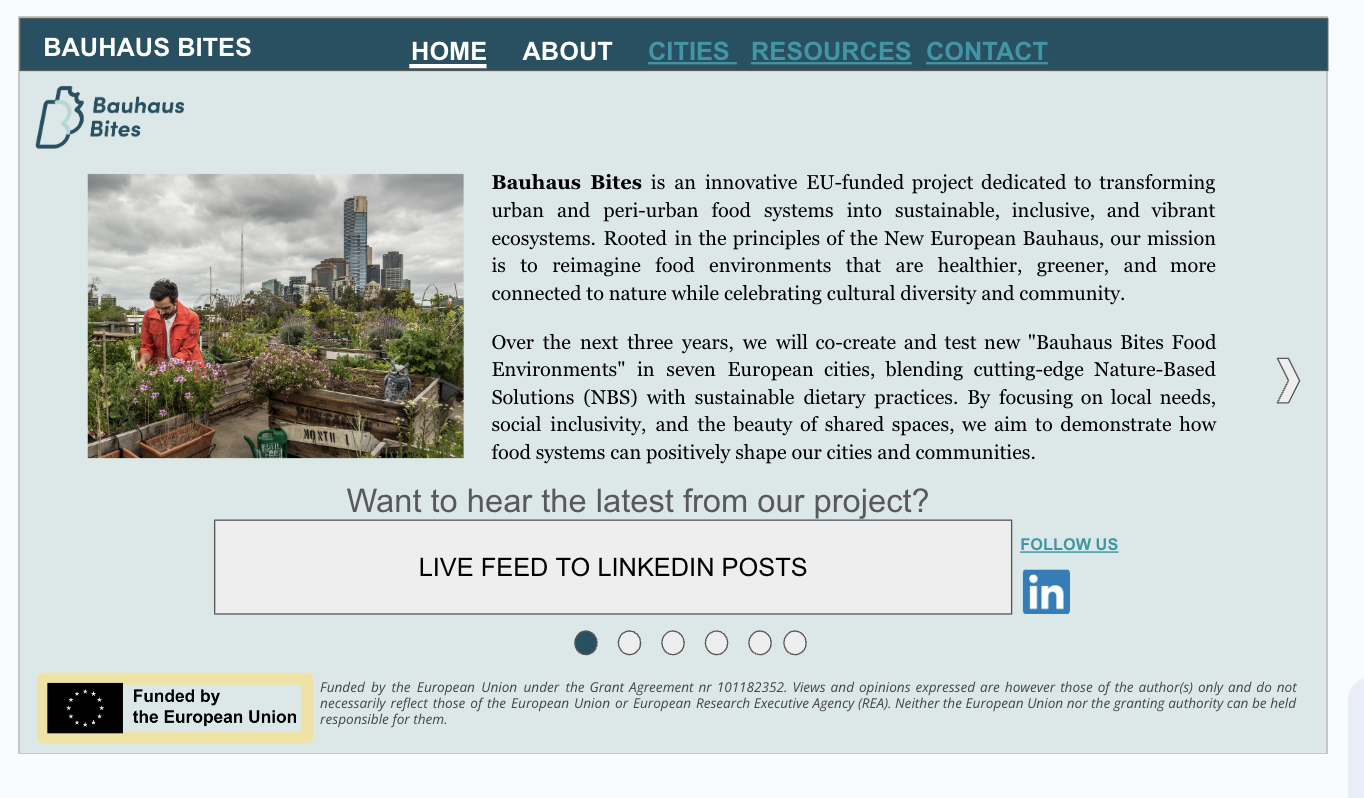 BAUHAUS BITES
HOME ABOUT CITIES RESOURCES CONTACT
Bauhaus
Bites
Bauhaus Bites is an innovative EU-funded project dedicated to transforming
urban and peri-urban food systems into sustainable, inclusive, and vibrant
ecosystems. Rooted in the principles of the New European Bauhaus, our mission
is to reimagine food environments that are healthier, greener, and more
connected to nature while celebrating cultural diversity and community.
Over the next three years, we will co-create and test new "Bauhaus Bites Food
Environments" in seven European cities, blending cutting-edge Nature-Based
Solutions (NBS) with sustainable dietary practices. By focusing on local needs,
social inclusivity, and the beauty of shared spaces, we aim to demonstrate how
food systems can positively shape our cities and communities.
NORTH
Want to hear the latest from our project?
LIVE FEED TO LINKEDIN POSTS
FOLLOW US
in
Funded by
the European Union
Funded by the European Union under the Grant Agreement nr 101182352. Views and opinions expressed are however those of the author(s) only and do not
necessarily reflect those of the European Union or European Research Executive Agency (REA). Neither the European Union nor the granting authority can be held
responsible for them.